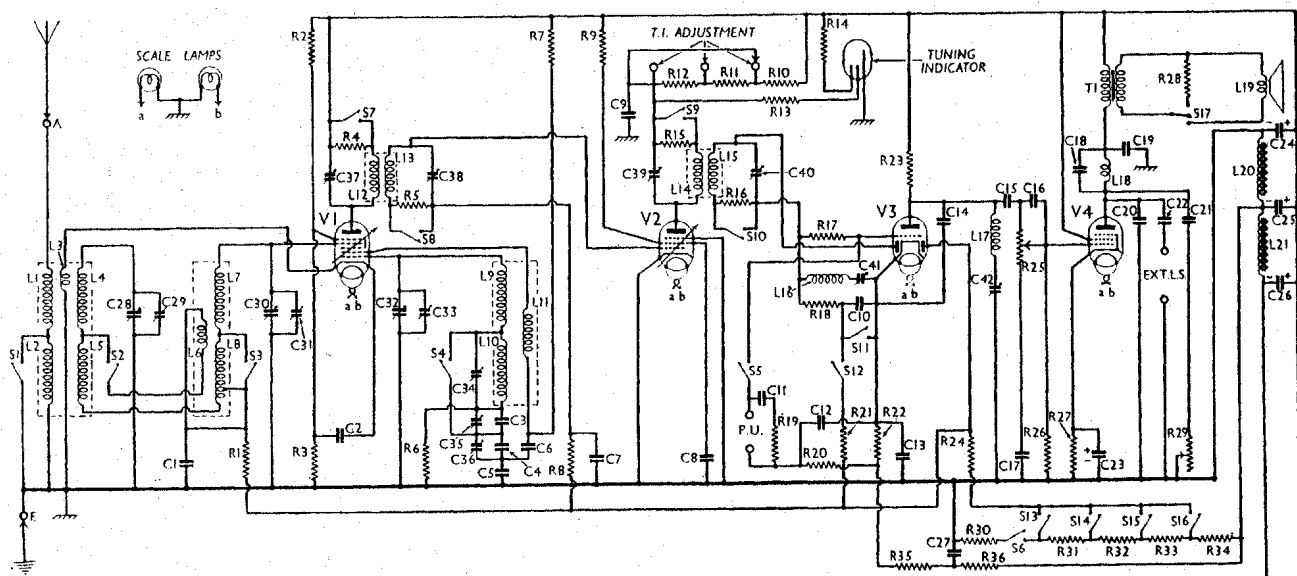 R2
R7
R9
R14
T.I. ADJUSTMENT
TUNING
INDICATOR
SCALE LAMPS
a
b
R12
R11
R10
R13
C9
T1
R28
L19
S17
A
S7
R4
C37
L12
L13
C38
R5
S8
V1
a b
S9
R15
C39
L14
L15
C40
R16
S10
V2
a b
R23
C15
C16
C18
C19
L18
C24
+
L20
C25
+
L21
C26
+
R17
V3
a b
C14
L17
R25
V4
a b
C20
C22
C21
L16
C41
C42
R18
C10
S11
EXT.L.S.
L3
L1
L4
L2
L5
S1
S2
C28
C29
L7
L6
L8
S3
C30
C31
C32
C33
L9
L10
L11
S4
C34
C35
C36
C3
C4
C5
C6
S5
S12
C11
P.U.
R19
C12
R20
R21
R22
C13
R24
C17
R26
R27
+
C23
R29
C1
R1
R3
C2
R6
R8
C7
C8
E
C27
R30
S6
S13
S14
S15
S16
R31
R32
R33
R34
R35
R36